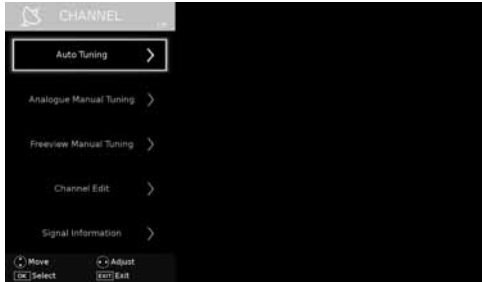 CHANNEL
Auto Tuning
Analogue Manual Tuning
Freeview Manual Tuning
Channel Edit
Signal Information
Move Adjust
OK Select EXIT Exit